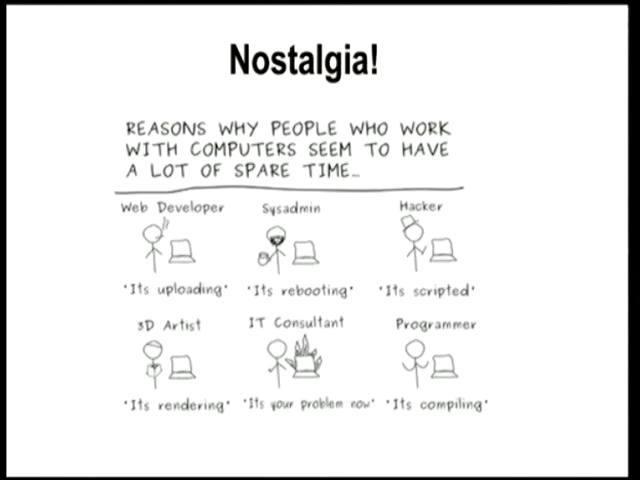 Nostalgia!
REASONS WHY PEOPLE WHO WORK
WITH COMPUTERS SEEM TO HAVE
A LOT OF SPARE TIME...
Web Developer
Sysadmin
Hacker
"Its uploading"
"Its rebooting"
"Its scripted"
3D Artist
IT Consultant
Programmer
"Its rendering"
"Its your problem now"
"Its compiling"